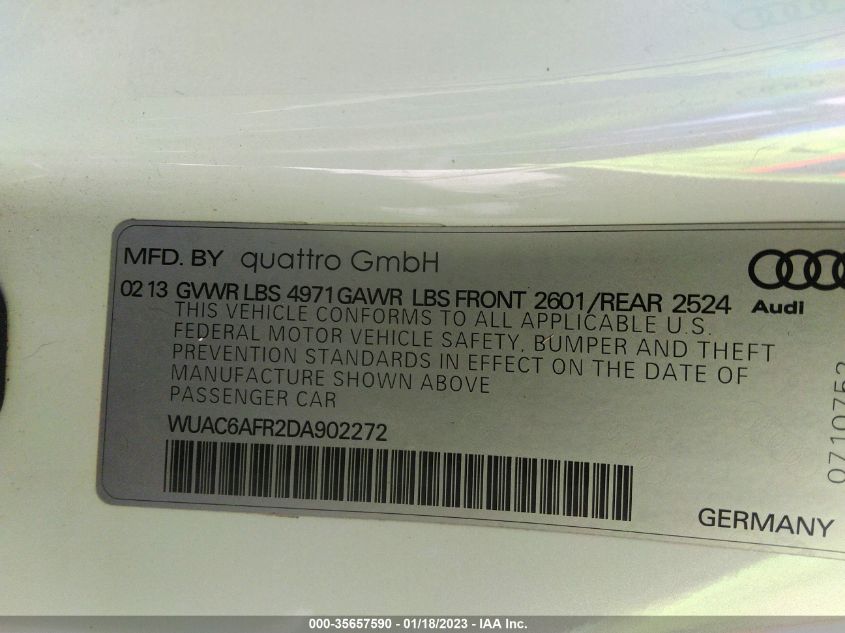 MFD. BY quattro GmbH
02 13 GVWR LBS 4971 GAWR LBS FRONT 2601/REAR 2524
Audi
THIS VEHICLE CONFORMS TO ALL APPLICABLE U.S.
FEDERAL MOTOR VEHICLE SAFETY, BUMPER AND THEFT
PREVENTION STANDARDS IN EFFECT ON THE DATE OF
MANUFACTURE SHOWN ABOVE
PASSENGER CAR
WUAC6AFR2DA902272
0710752
GERMANY
000-35657590 - 01/18/2023 - IAA Inc.